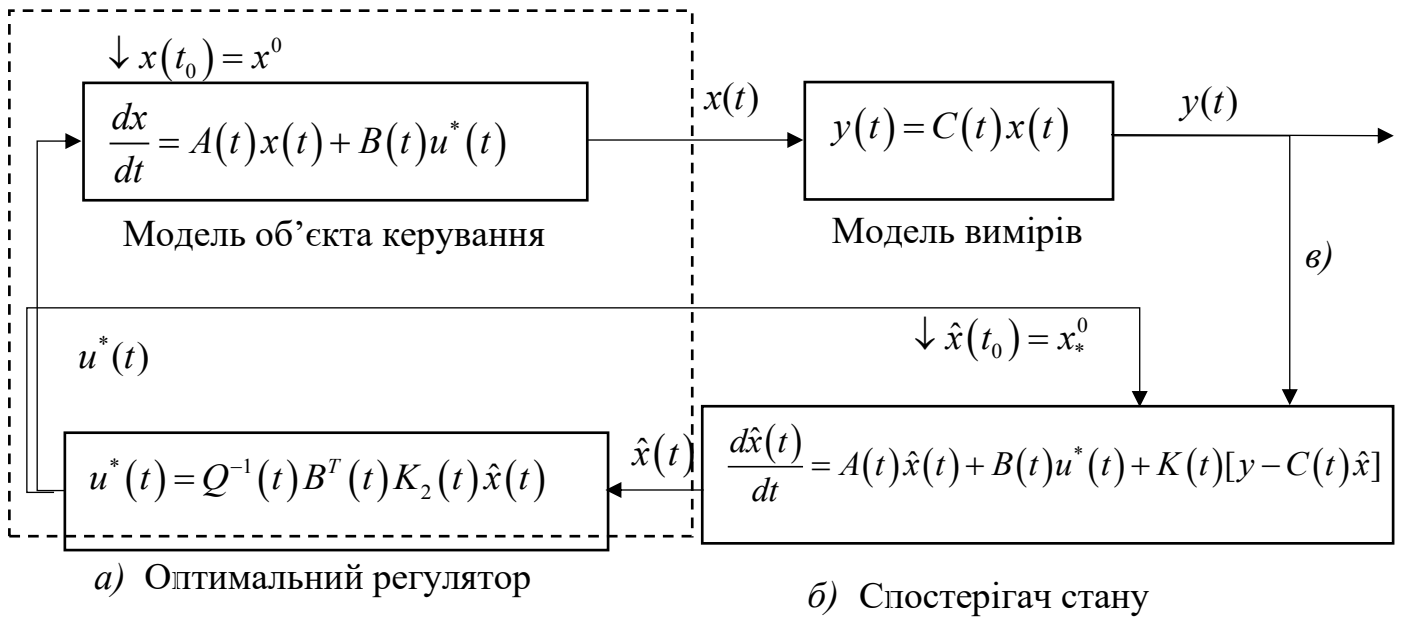 ↓ x(t₀) = x⁰
dx/dt = A(t)x(t) + B(t)u*(t)
Модель об’єкта керування
x(t)
y(t) = C(t)x(t)
Модель вимірів
y(t)
в)
u*(t)
↓ x̂(t₀) = x⁰₊
u*(t) = Q⁻¹(t)Bᵀ(t)K₂(t)x̂(t)
а) Оптимальний регулятор
x̂(t)
dx̂(t)/dt = A(t)x̂(t) + B(t)u*(t) + K(t)[y − C(t)x̂]
б) Спостерігач стану